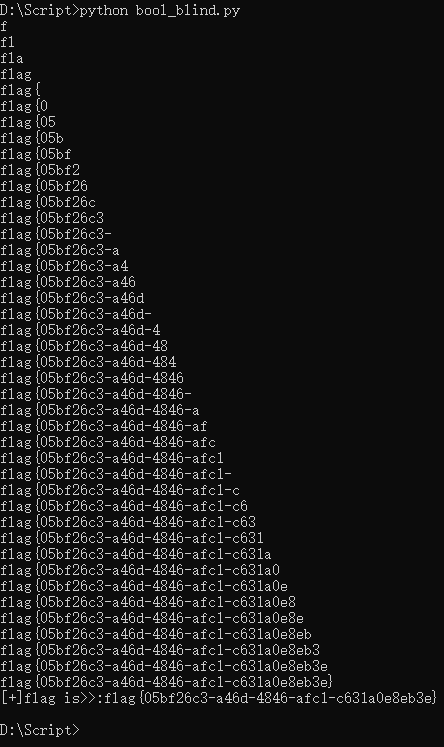 D:\Script>python bool_blind.py
f
fl
fla
flag
flag{
flag{0
flag{05
flag{05b
flag{05bf
flag{05bf2
flag{05bf26
flag{05bf26c
flag{05bf26c3
flag{05bf26c3-
flag{05bf26c3-a
flag{05bf26c3-a4
flag{05bf26c3-a46
flag{05bf26c3-a46d
flag{05bf26c3-a46d-
flag{05bf26c3-a46d-4
flag{05bf26c3-a46d-48
flag{05bf26c3-a46d-484
flag{05bf26c3-a46d-4846
flag{05bf26c3-a46d-4846-
flag{05bf26c3-a46d-4846-a
flag{05bf26c3-a46d-4846-af
flag{05bf26c3-a46d-4846-afc
flag{05bf26c3-a46d-4846-afc1
flag{05bf26c3-a46d-4846-afc1-
flag{05bf26c3-a46d-4846-afc1-c
flag{05bf26c3-a46d-4846-afc1-c6
flag{05bf26c3-a46d-4846-afc1-c63
flag{05bf26c3-a46d-4846-afc1-c631
flag{05bf26c3-a46d-4846-afc1-c631a
flag{05bf26c3-a46d-4846-afc1-c631a0
flag{05bf26c3-a46d-4846-afc1-c631a0e
flag{05bf26c3-a46d-4846-afc1-c631a0e8
flag{05bf26c3-a46d-4846-afc1-c631a0e8e
flag{05bf26c3-a46d-4846-afc1-c631a0e8eb
flag{05bf26c3-a46d-4846-afc1-c631a0e8eb3
flag{05bf26c3-a46d-4846-afc1-c631a0e8eb3e
flag{05bf26c3-a46d-4846-afc1-c631a0e8eb3e}
[+]flag is>>:flag{05bf26c3-a46d-4846-afc1-c631a0e8eb3e}
D:\Script>